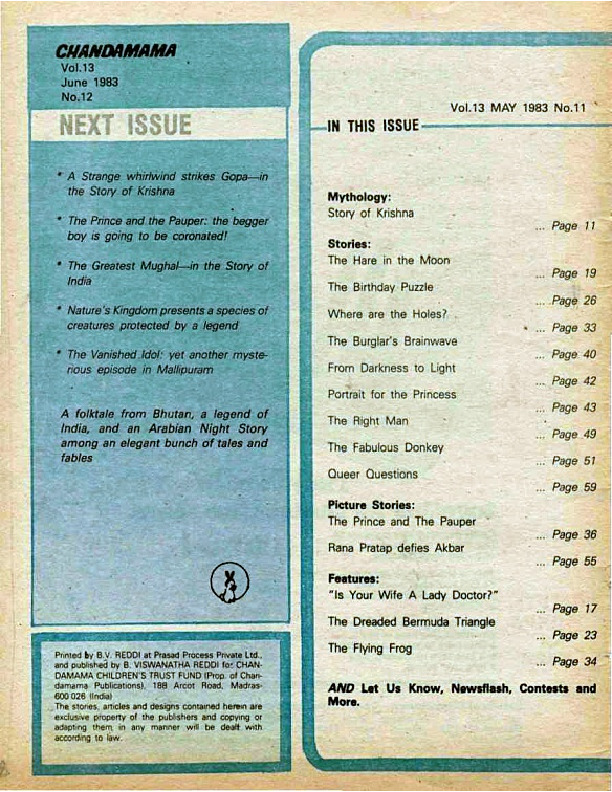 CHANDAMAMA
Vol.13
June 1983
No.12
NEXT ISSUE
* A Strange whirlwind strikes Gopa—in
the Story of Krishna
* The Prince and the Pauper: the begger
boy is going to be coronated!
* The Greatest Mughal—in the Story of
India
* Nature's Kingdom presents a species of
creatures protected by a legend
* The Vanished Idol: yet another myste-
rious episode in Mallipuram
A folktale from Bhutan, a legend of
India, and an Arabian Night Story
among an elegant bunch of tales and
fables
Printed by B.V. REDDI at Prasad Process Private Ltd.,
and published by B. VISWANATHA REDDI for CHAN-
DAMAMA CHILDREN'S TRUST FUND (Prop. of Chan-
damama Publications), 188 Arcot Road, Madras-
600 026 (India)
The stories, articles and designs contained herein are
exclusive property of the publishers and copying or
adapting them in any manner will be dealt with
according to law.
Vol.13 MAY 1983 No.11
IN THIS ISSUE
Mythology:
Story of Krishna
... Page 11
Stories:
The Hare in the Moon
... Page 19
The Birthday Puzzle
... Page 26
Where are the Holes?
... Page 33
The Burglar's Brainwave
... Page 40
From Darkness to Light
... Page 42
Portrait for the Princess
... Page 43
The Right Man
... Page 49
The Fabulous Donkey
... Page 51
Queer Questions
... Page 59
Picture Stories:
The Prince and The Pauper
... Page 36
Rana Pratap defies Akbar
... Page 55
Features:
"Is Your Wife A Lady Doctor?"
... Page 17
The Dreaded Bermuda Triangle
... Page 23
The Flying Frog
... Page 34
AND Let Us Know, Newsflash, Contests and
More.